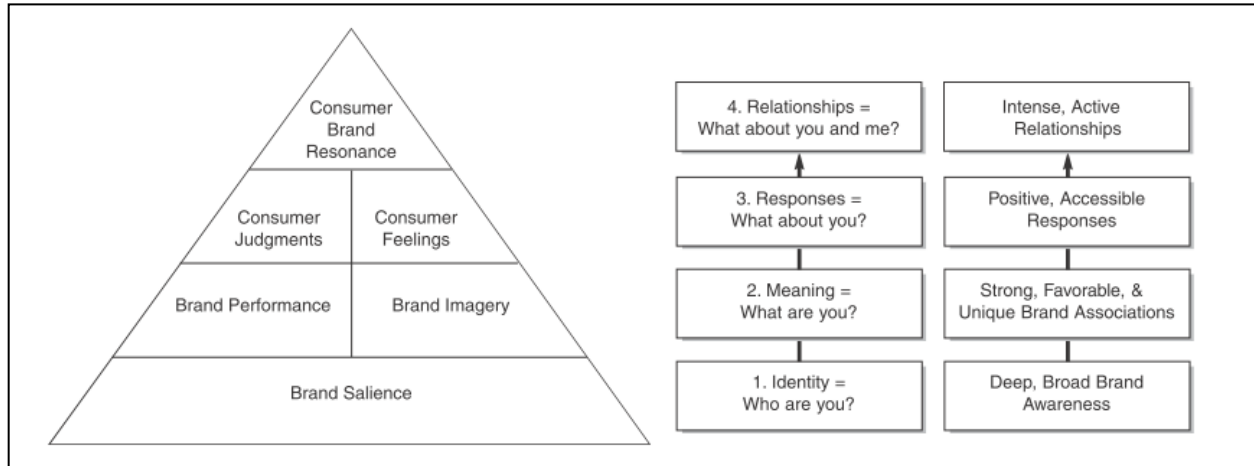 Consumer
Brand
Resonance
Consumer
Judgments
Consumer
Feelings
Brand Performance
Brand Imagery
Brand Salience
4. Relationships =
What about you and me?
3. Responses =
What about you?
2. Meaning =
What are you?
1. Identity =
Who are you?
Intense, Active
Relationships
Positive, Accessible
Responses
Strong, Favorable, &
Unique Brand Associations
Deep, Broad Brand
Awareness